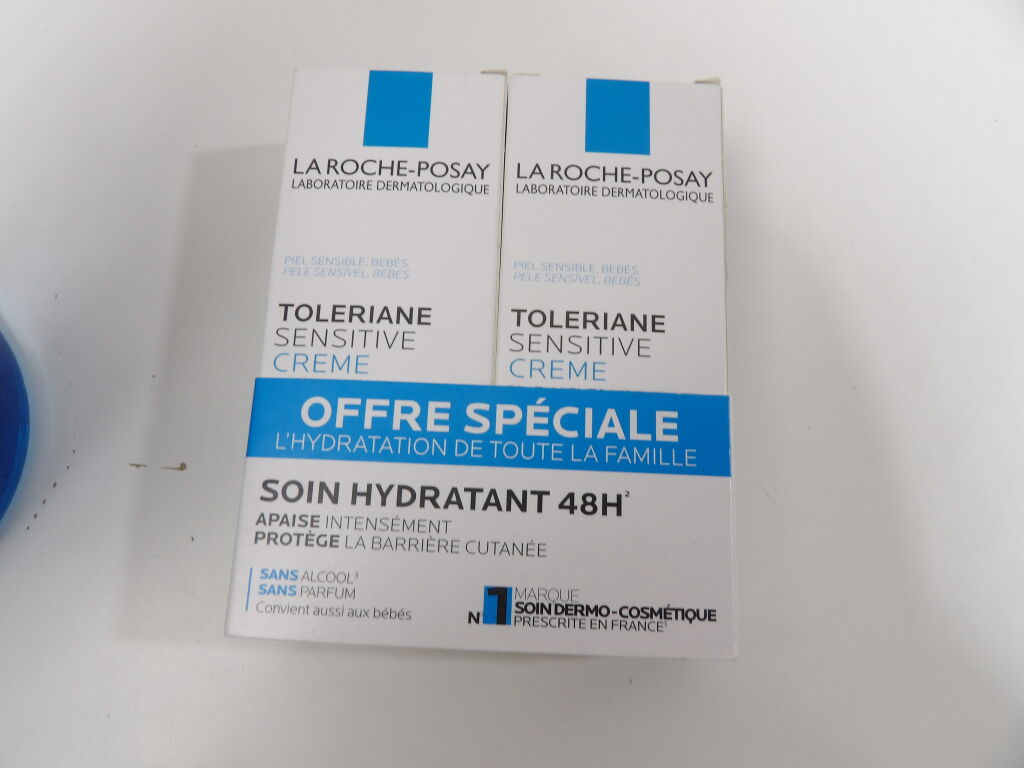 LA ROCHE-POSAY
LABORATOIRE DERMATOLOGIQUE
PIEL SENSIBLE, BEBÉS
PELE SENSÍVEL, BEBÉS
TOLERIANE
SENSITIVE
CREME
LA ROCHE-POSAY
LABORATOIRE DERMATOLOGIQUE
PIEL SENSIBLE, BEBÉS
PELE SENSÍVEL, BEBÉS
TOLERIANE
SENSITIVE
CREME
OFFRE SPÉCIALE
L'HYDRATATION DE TOUTE LA FAMILLE
SOIN HYDRATANT 48H²
APAISE INTENSÉMENT
PROTÈGE LA BARRIÈRE CUTANÉE
SANS ALCOOL³
SANS PARFUM
Convient aussi aux bébés
N1 MARQUE
SOIN DERMO-COSMÉTIQUE
PRESCRITE EN FRANCE¹